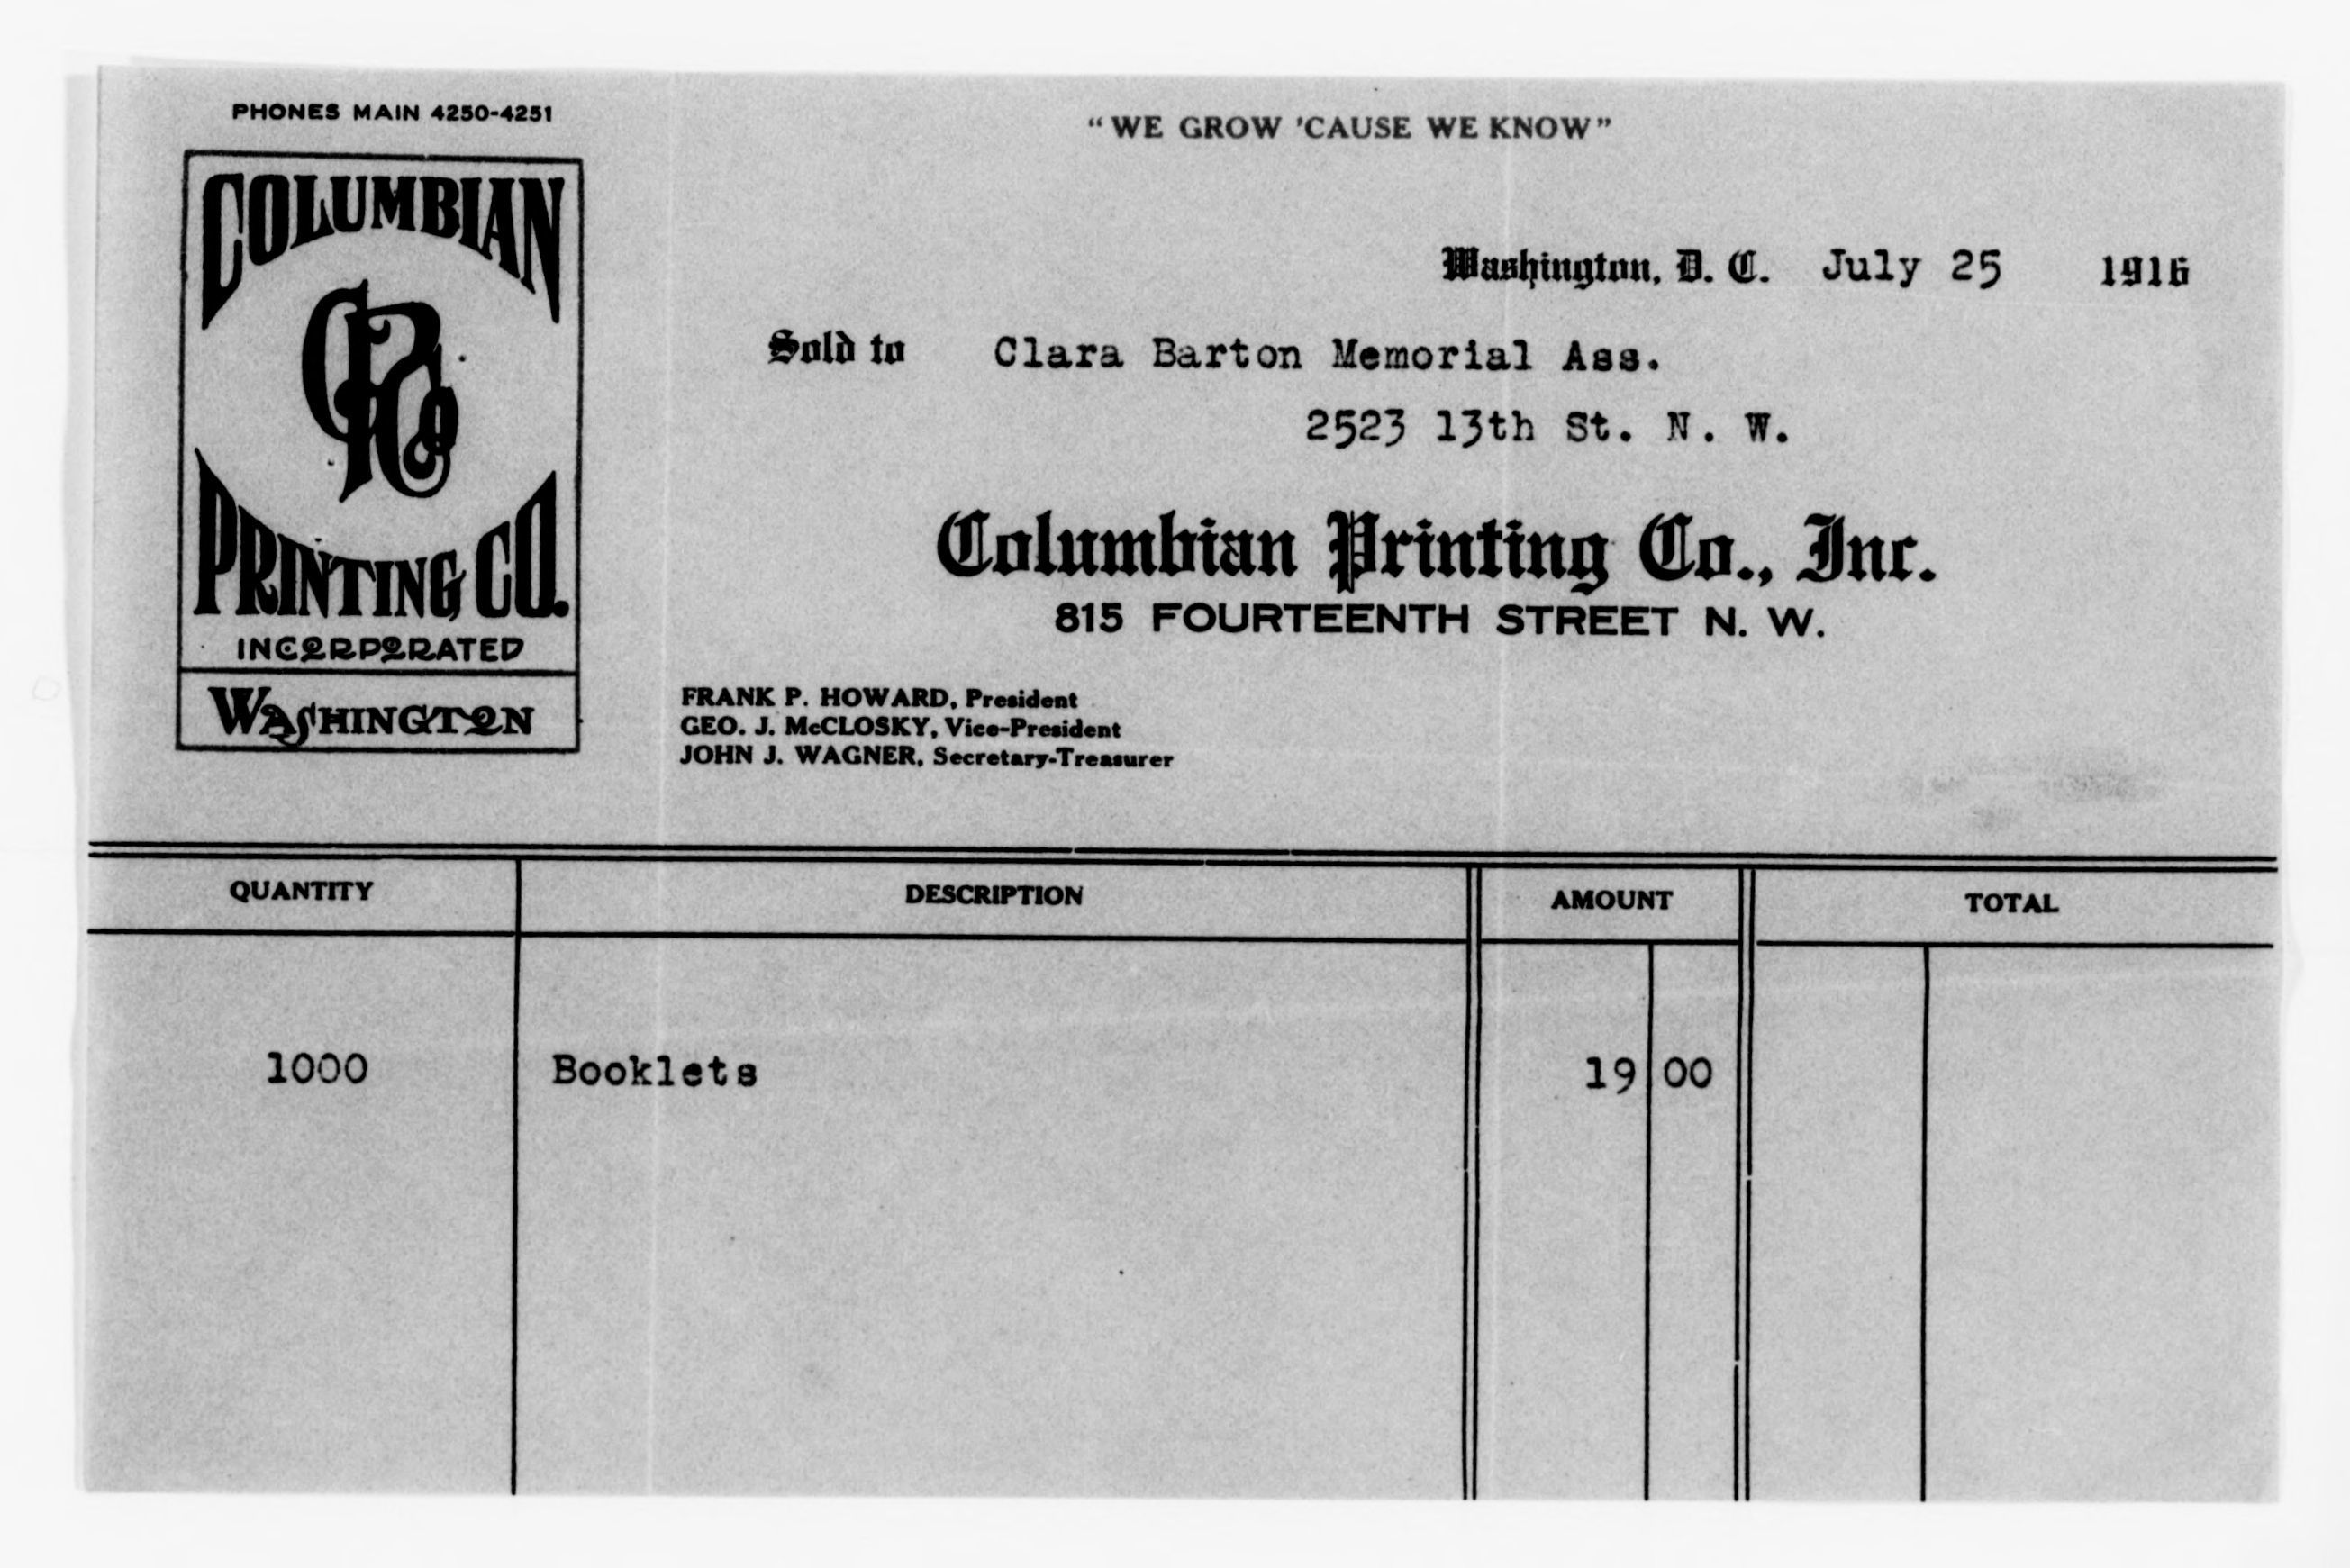 PHONES MAIN 4250-4251
COLUMBIAN
CPCo
PRINTING CO.
INCORPORATED
WASHINGTON
"WE GROW 'CAUSE WE KNOW"
Washington, D. C. July 25 1916
Sold to Clara Barton Memorial Ass.
2523 13th St. N. W.
Columbian Printing Co., Inc.
815 FOURTEENTH STREET N. W.
FRANK P. HOWARD, President
GEO. J. McCLOSKY, Vice-President
JOHN J. WAGNER, Secretary-Treasurer
QUANTITY DESCRIPTION AMOUNT TOTAL
1000 Booklets 19 00